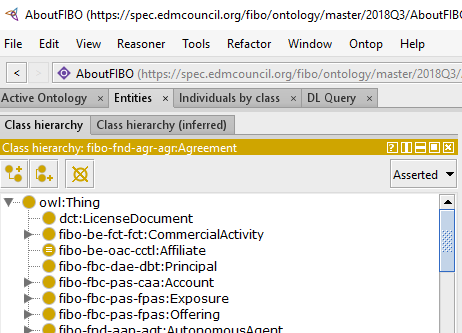 AboutFIBO (https://spec.edmcouncil.org/fibo/ontology/master/2018Q3/AboutFI
File Edit View Reasoner Tools Refactor Window Ontop Help
< > AboutFIBO (https://spec.edmcouncil.org/fibo/ontology/master/2018Q3/
Active Ontology × Entities × Individuals by class × DL Query ×
Class hierarchy Class hierarchy (inferred)
Class hierarchy: fibo-fnd-agr-agr:Agreement
Asserted
owl:Thing
dct:LicenseDocument
fibo-be-fct-fct:CommercialActivity
fibo-be-oac-cctl:Affiliate
fibo-fbc-dae-dbt:Principal
fibo-fbc-pas-caa:Account
fibo-fbc-pas-fpas:Exposure
fibo-fbc-pas-fpas:Offering
fibo-fnd-aap-agt:AutonomousAgent